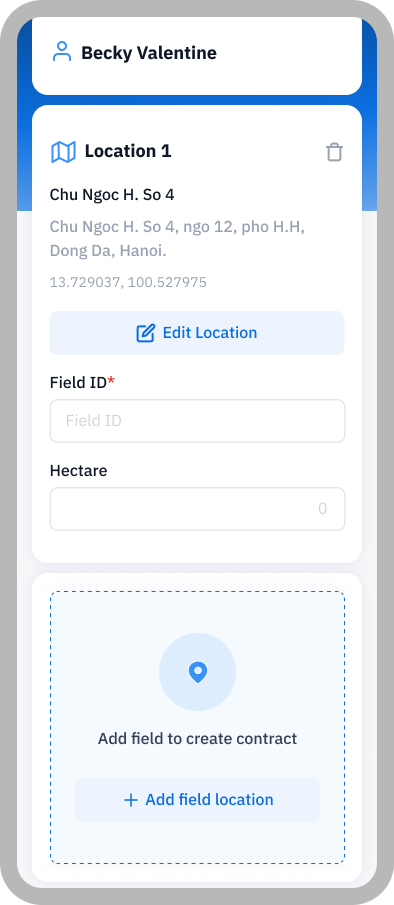 Becky Valentine
Location 1
Chu Ngoc H. So 4
Chu Ngoc H. So 4, ngo 12, pho H.H,
Dong Da, Hanoi.
13.729037, 100.527975
Edit Location
Field ID*
Field ID
Hectare
0
Add field to create contract
Add field location